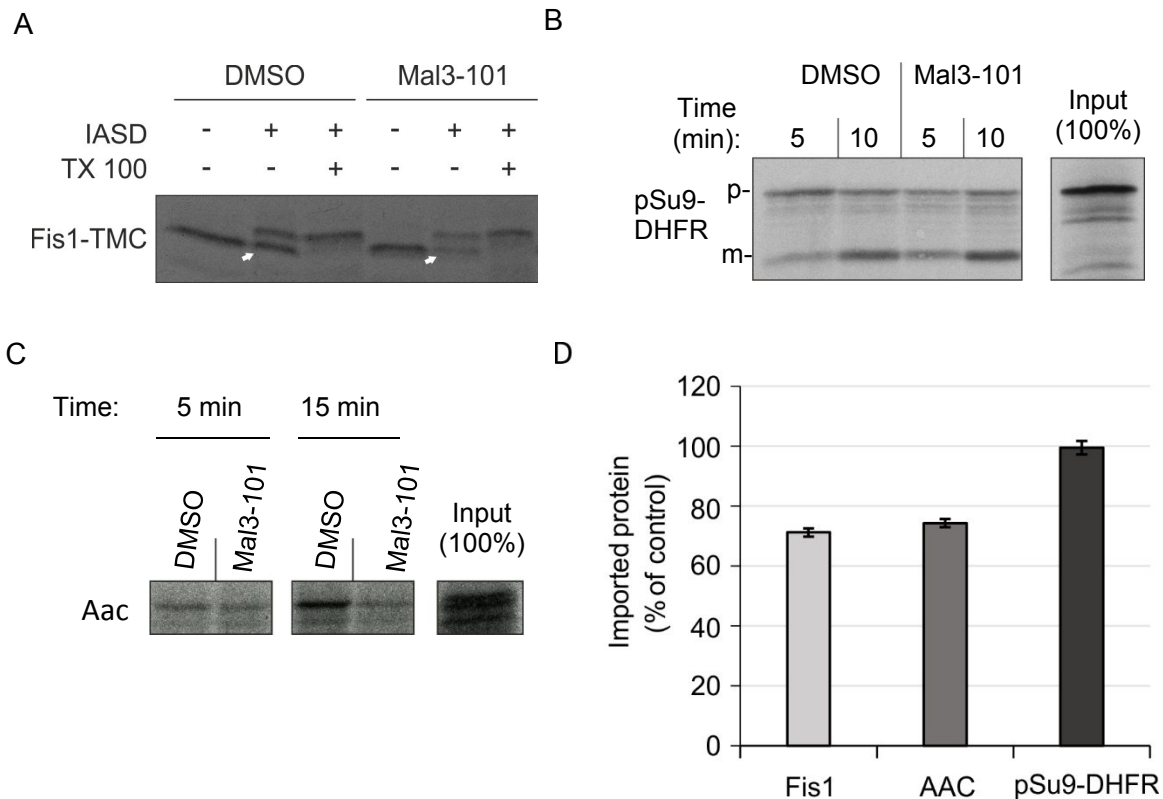 A
DMSO Mal3-101
IASD - + + - + +
TX 100 - - + - - +
Fis1-TMC
B
DMSO Mal3-101
Time (min): 5 10 5 10
Input (100%)
pSu9-DHFR
p-
m-
C
Time: 5 min 15 min
DMSO Mal3-101 DMSO Mal3-101
Input (100%)
Aac
D
Imported protein
(% of control)
120
100
80
60
40
20
0
Fis1 AAC pSu9-DHFR